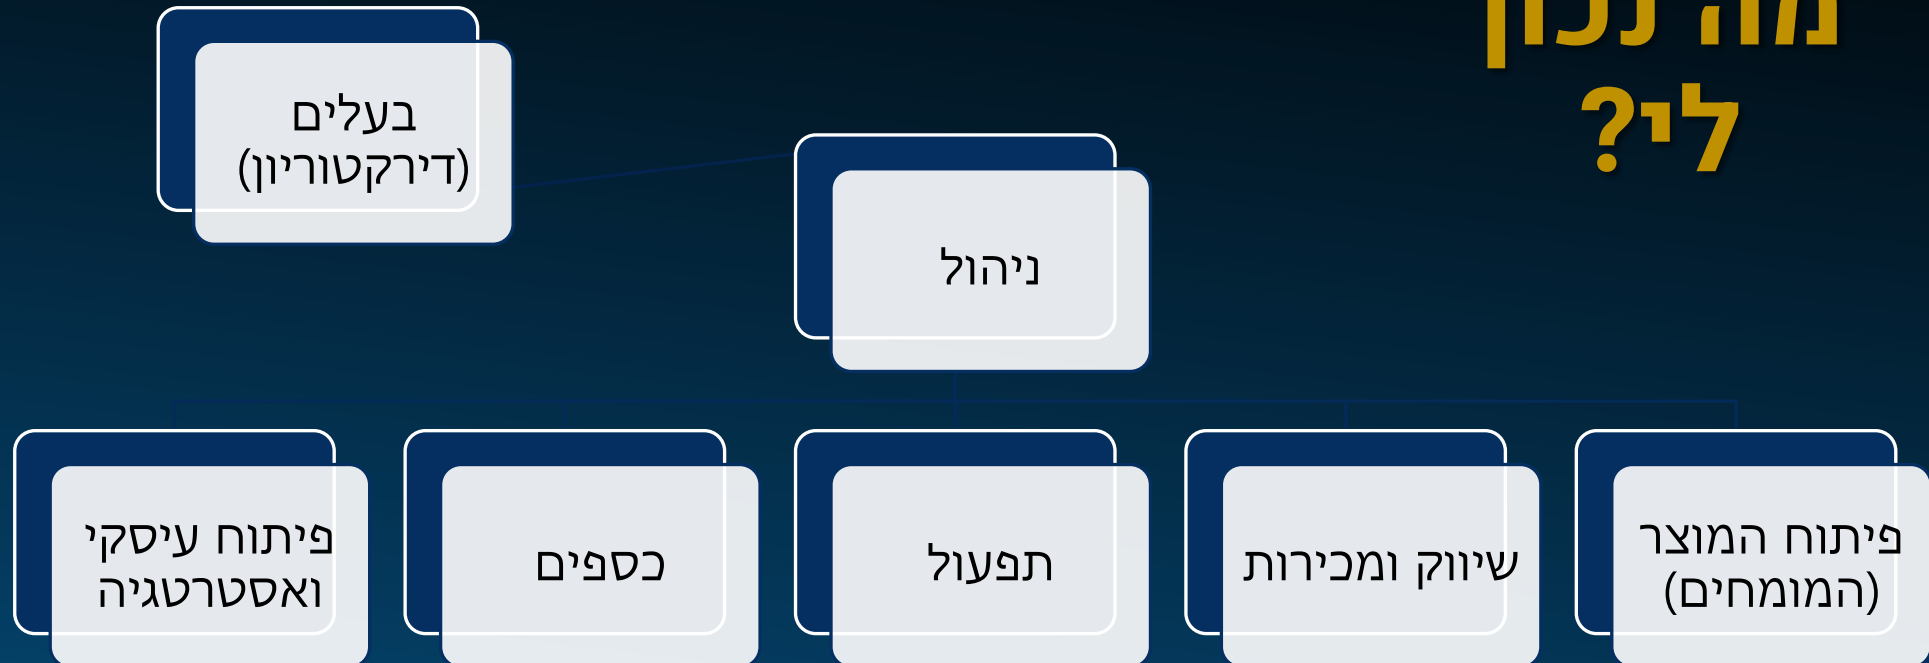 מה נכון
לי?
בעלים
(דירקטוריון)
ניהול
פיתוח המוצר
(המומחים)
שיווק ומכירות
תפעול
כספים
פיתוח עיסקי
ואסטרטגיה